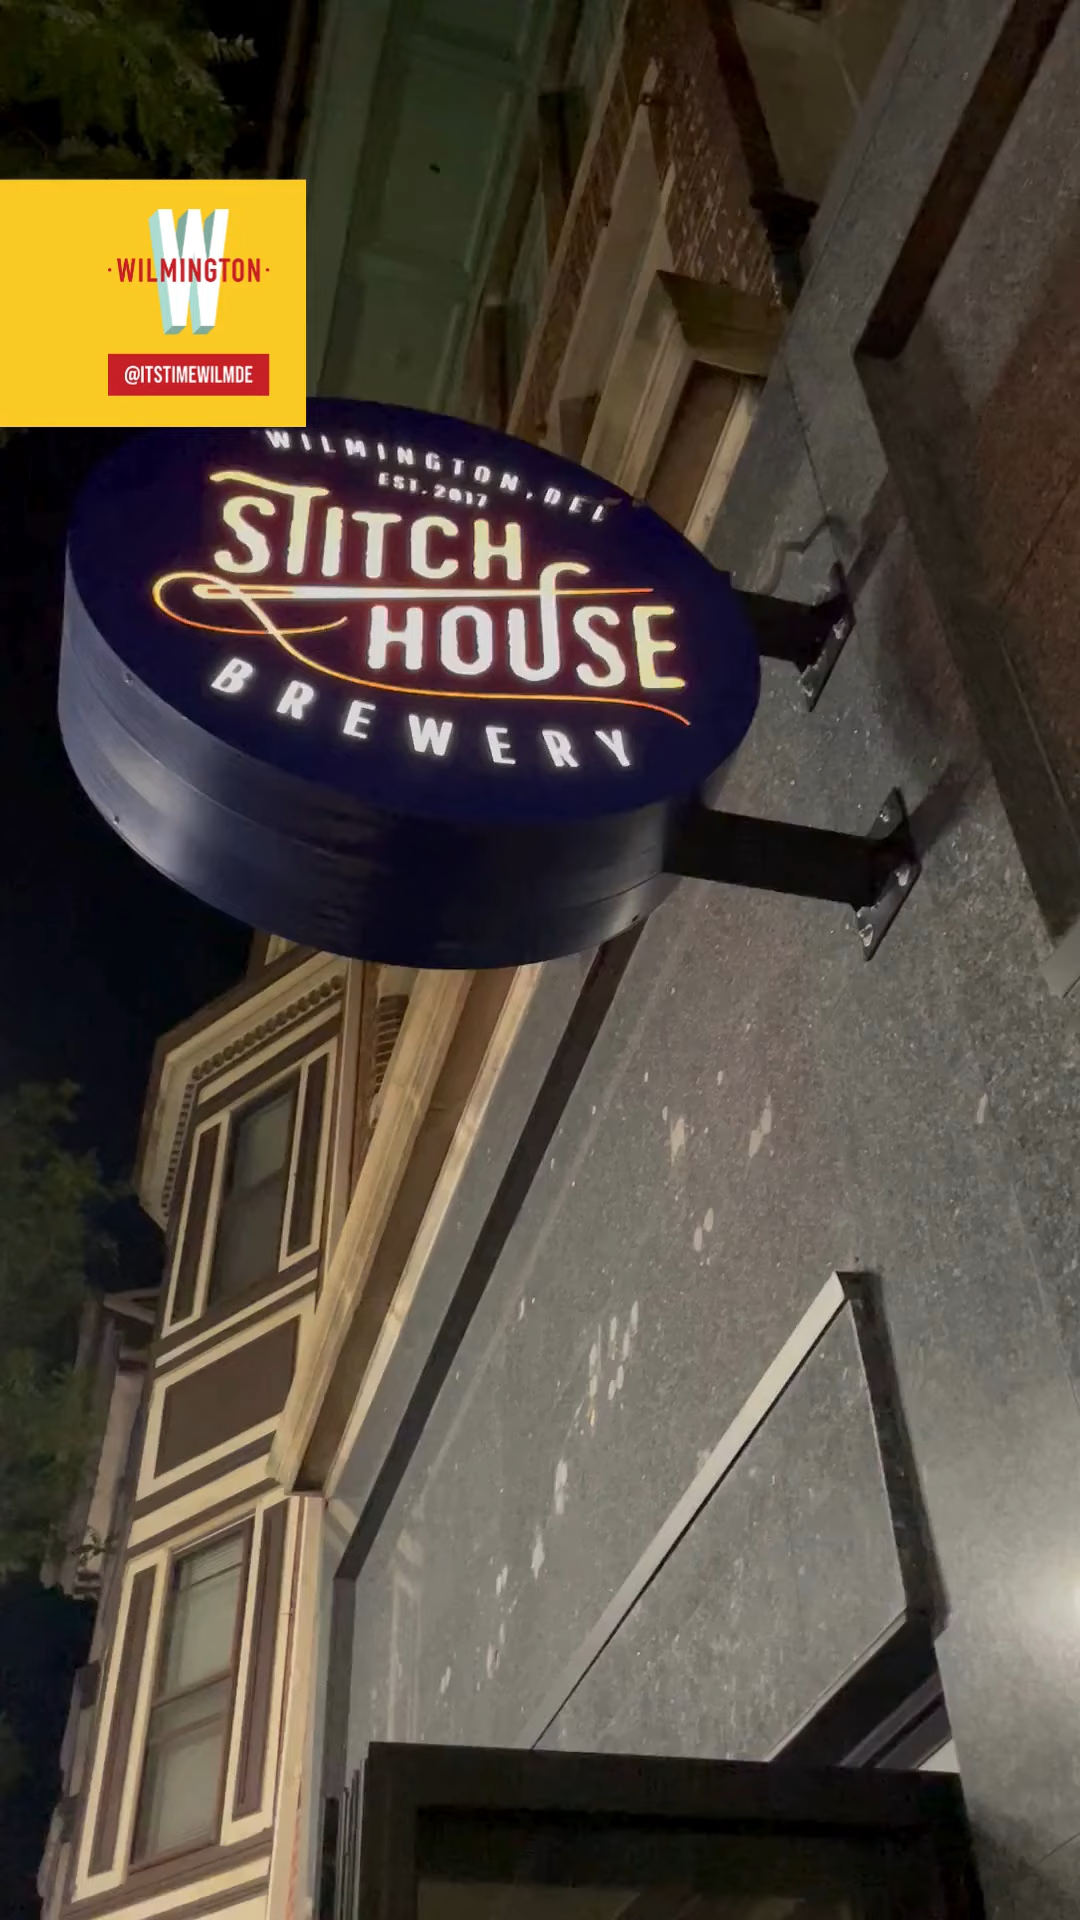 WILMINGTON
@ITSTIMEWILMDE
WILMINGTON, DEL
EST. 2017
STITCH
HOUSE
BREWERY